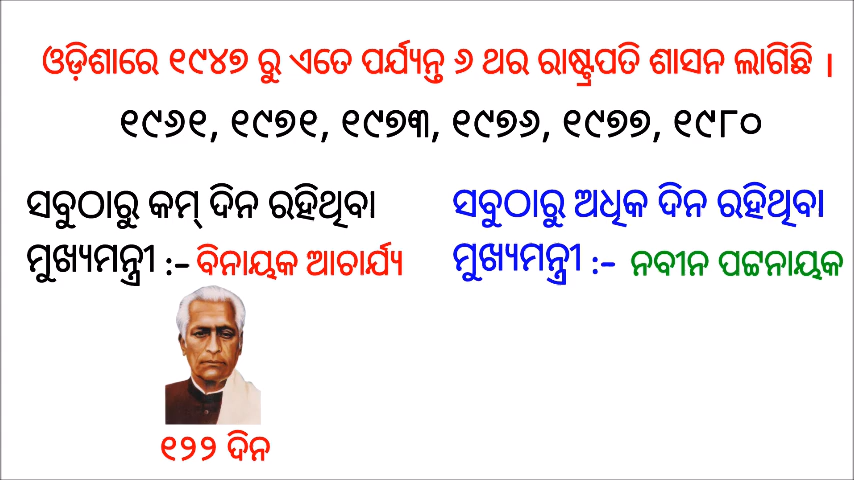 ଓଡ଼ିଶାରେ ୧୯୪୭ ରୁ ଏତେ ପର୍ଯ୍ୟନ୍ତ ୬ ଥର ରାଷ୍ଟ୍ରପତି ଶାସନ ଲାଗିଛି ।
୧୯୬୧, ୧୯୭୧, ୧୯୭୩, ୧୯୭୬, ୧୯୭୭, ୧୯୮୦
ସବୁଠାରୁ କମ୍ ଦିନ ରହିଥିବା
ମୁଖ୍ୟମନ୍ତ୍ରୀ :- ବିନାୟକ ଆଚାର୍ଯ୍ୟ
୧୨୨ ଦିନ
ସବୁଠାରୁ ଅଧିକ ଦିନ ରହିଥିବା
ମୁଖ୍ୟମନ୍ତ୍ରୀ :- ନବୀନ ପଟ୍ଟନାୟକ